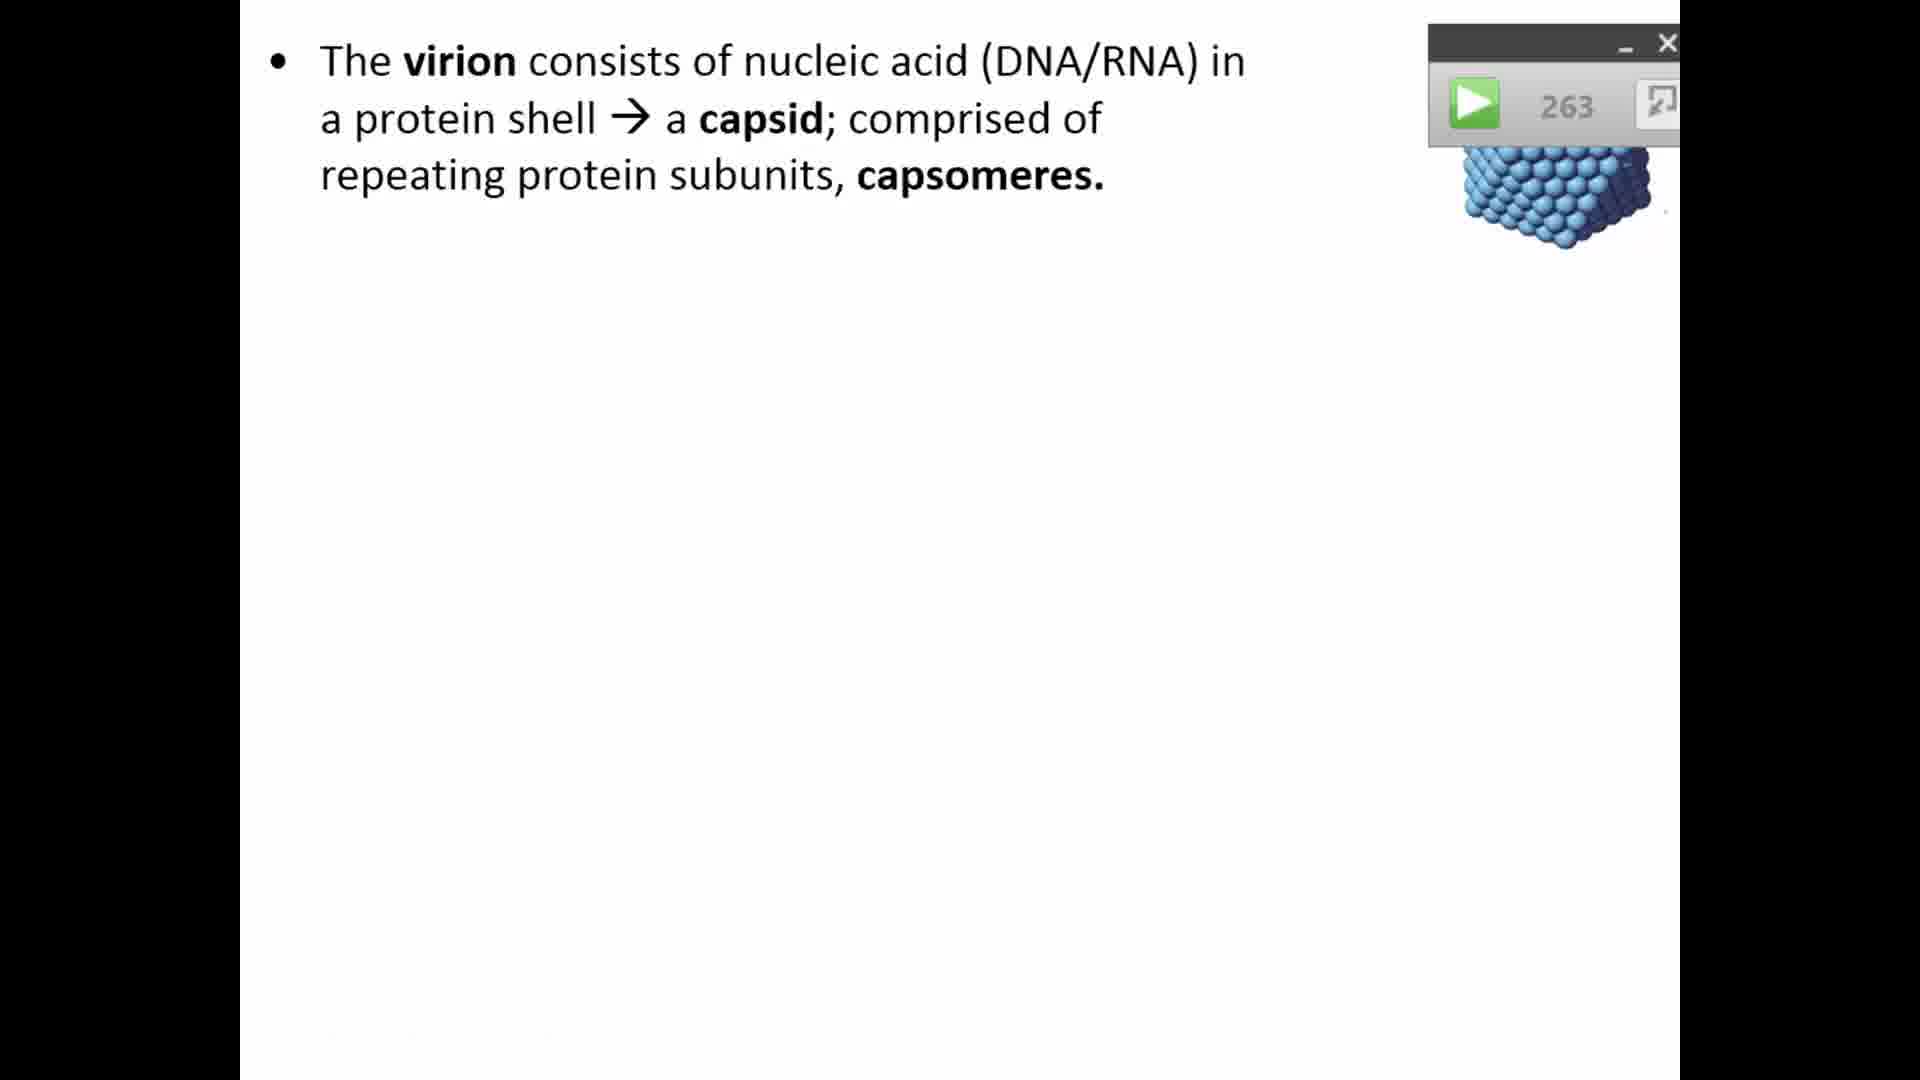 • The virion consists of nucleic acid (DNA/RNA) in
a protein shell → a capsid; comprised of
repeating protein subunits, capsomeres.
263